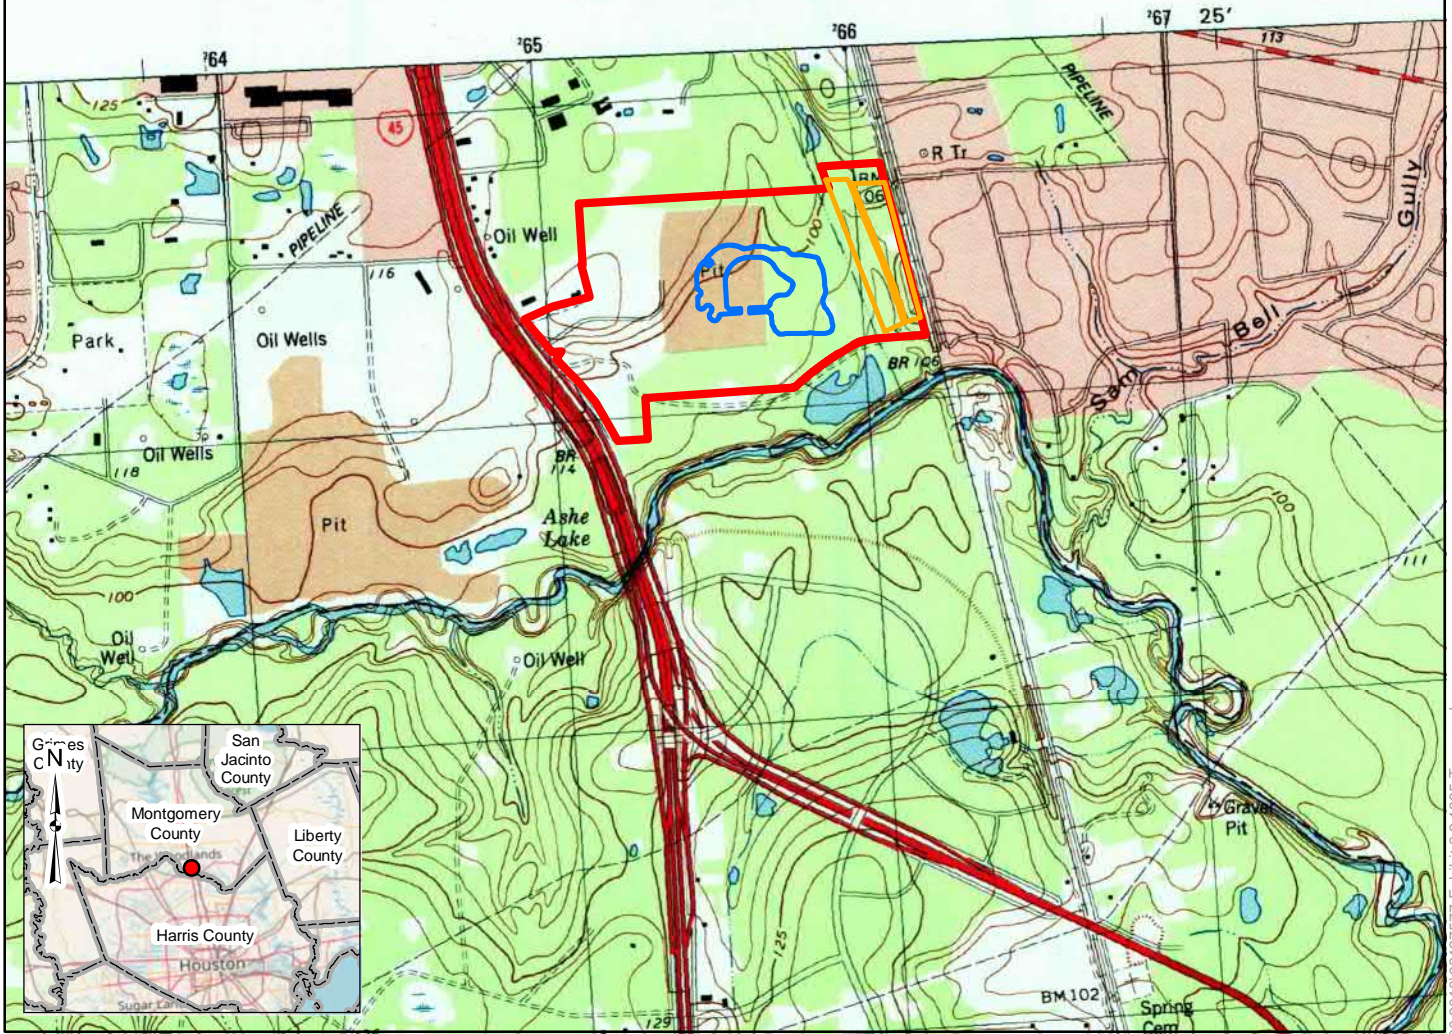 ²64
²65
²66
²67
25'
113
125
PIPELINE
45
R Tr
BM
06
Gully
PIPELINE
Oil Well
100
116
Pit
Park
Oil Wells
Bell
BR 106
Sam
Oil Wells
118
BR
114
Pit
Ashe
Lake
100
100
111
Oil
Well
Oil Well
Gravel
Pit
125
BM 102
Spring
Cem
129
N
San
Jacinto
County
Montgomery
County
Liberty
County
The Woodlands
Harris County
Houston
Sugar Land